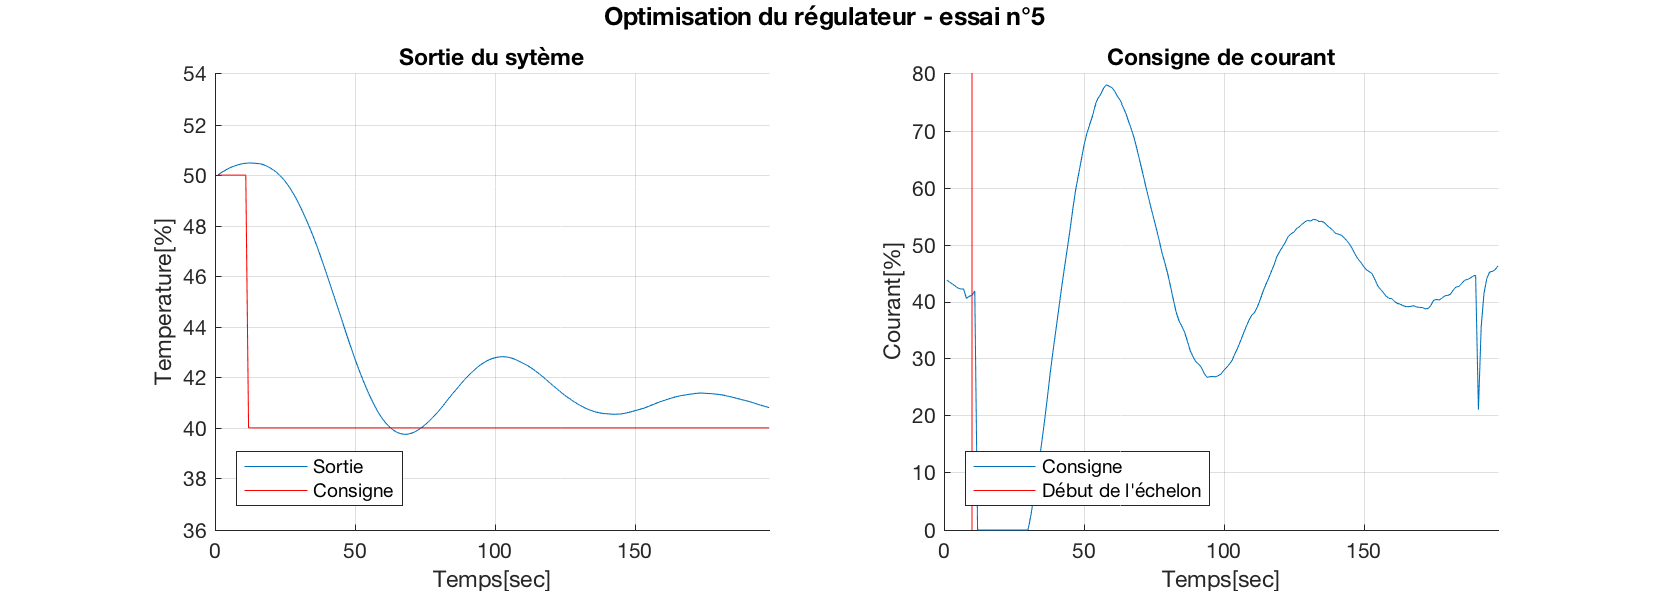 Optimisation du régulateur - essai n°5
Sortie du sytème
54
52
50
48
46
44
42
40
38
36
0
50
100
150
Temperature[%]
Temps[sec]
Sortie
Consigne
Consigne de courant
80
70
60
50
40
30
20
10
0
0
50
100
150
Courant[%]
Temps[sec]
Consigne
Début de l'échelon